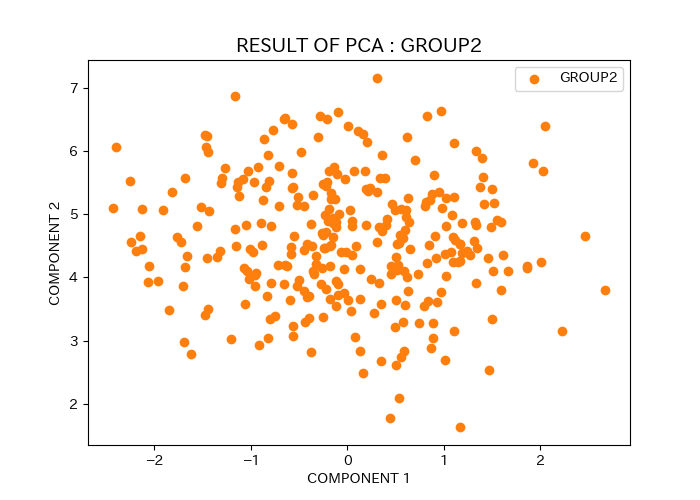 RESULT OF PCA : GROUP2
GROUP2
7
6
5
4
3
2
COMPONENT 2
−2 −1 0 1 2
COMPONENT 1